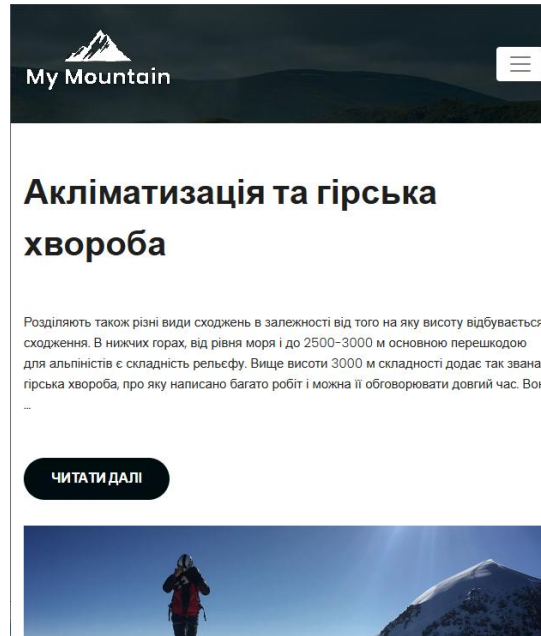 My Mountain
Акліматизація та гірська
хвороба
Розділяють також різні види сходжень в залежності від того на яку висоту відбувається
сходження. В нижчих горах, від рівня моря і до 2500-3000 м основною перешкодою
для альпіністів є складність рельєфу. Вище висоти 3000 м складності додає так звана
гірська хвороба, про яку написано багато робіт і можна її обговорювати довгий час.
...
ЧИТАТИ ДАЛІ